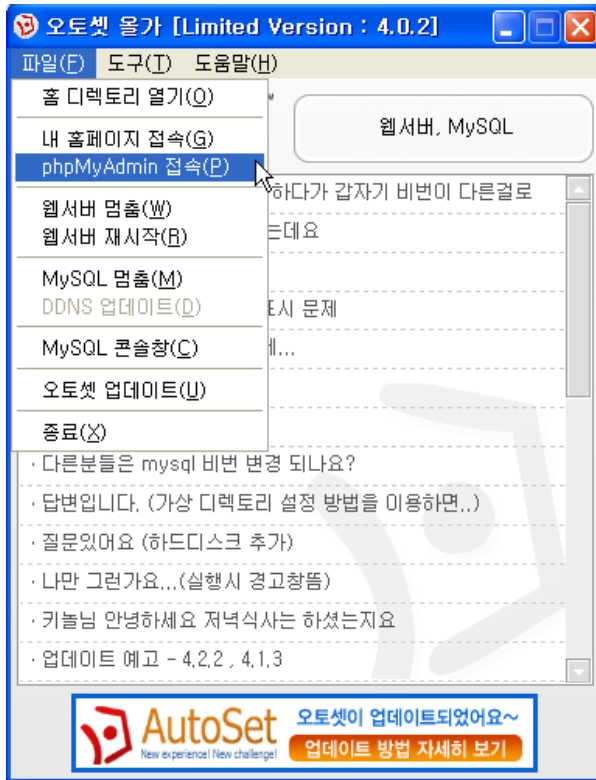 오토셋 몰가 [Limited Version : 4.0.2]
파일(F) 도구(T) 도움말(H)
홈 디렉토리 열기(O)
내 홈페이지 접속(G)
phpMyAdmin 접속(P)
웹서버 멈춤(W)
웹서버 재시작(R)
MySQL 멈춤(M)
DDNS 업데이트(D)
MySQL 콘솔창(C)
오토셋 업데이트(U)
종료(X)
웹서버, MySQL
하다가 갑자기 비번이 다른걸로
는데요
표시 문제
· 다른분들은 mysql 비번 변경 되나요?
· 답변입니다. (가상 디렉토리 설정 방법을 이용하면..)
· 질문있어요 (하드디스크 추가)
· 나만 그런가요...(실행시 경고창뜸)
· 키놀님 안녕하세요 저녁식사는 하셨는지요
· 업데이트 예고 - 4.2.2 , 4.1.3
AutoSet
New experience! New challenge!
오토셋이 업데이트되었어요~
업데이트 방법 자세히 보기